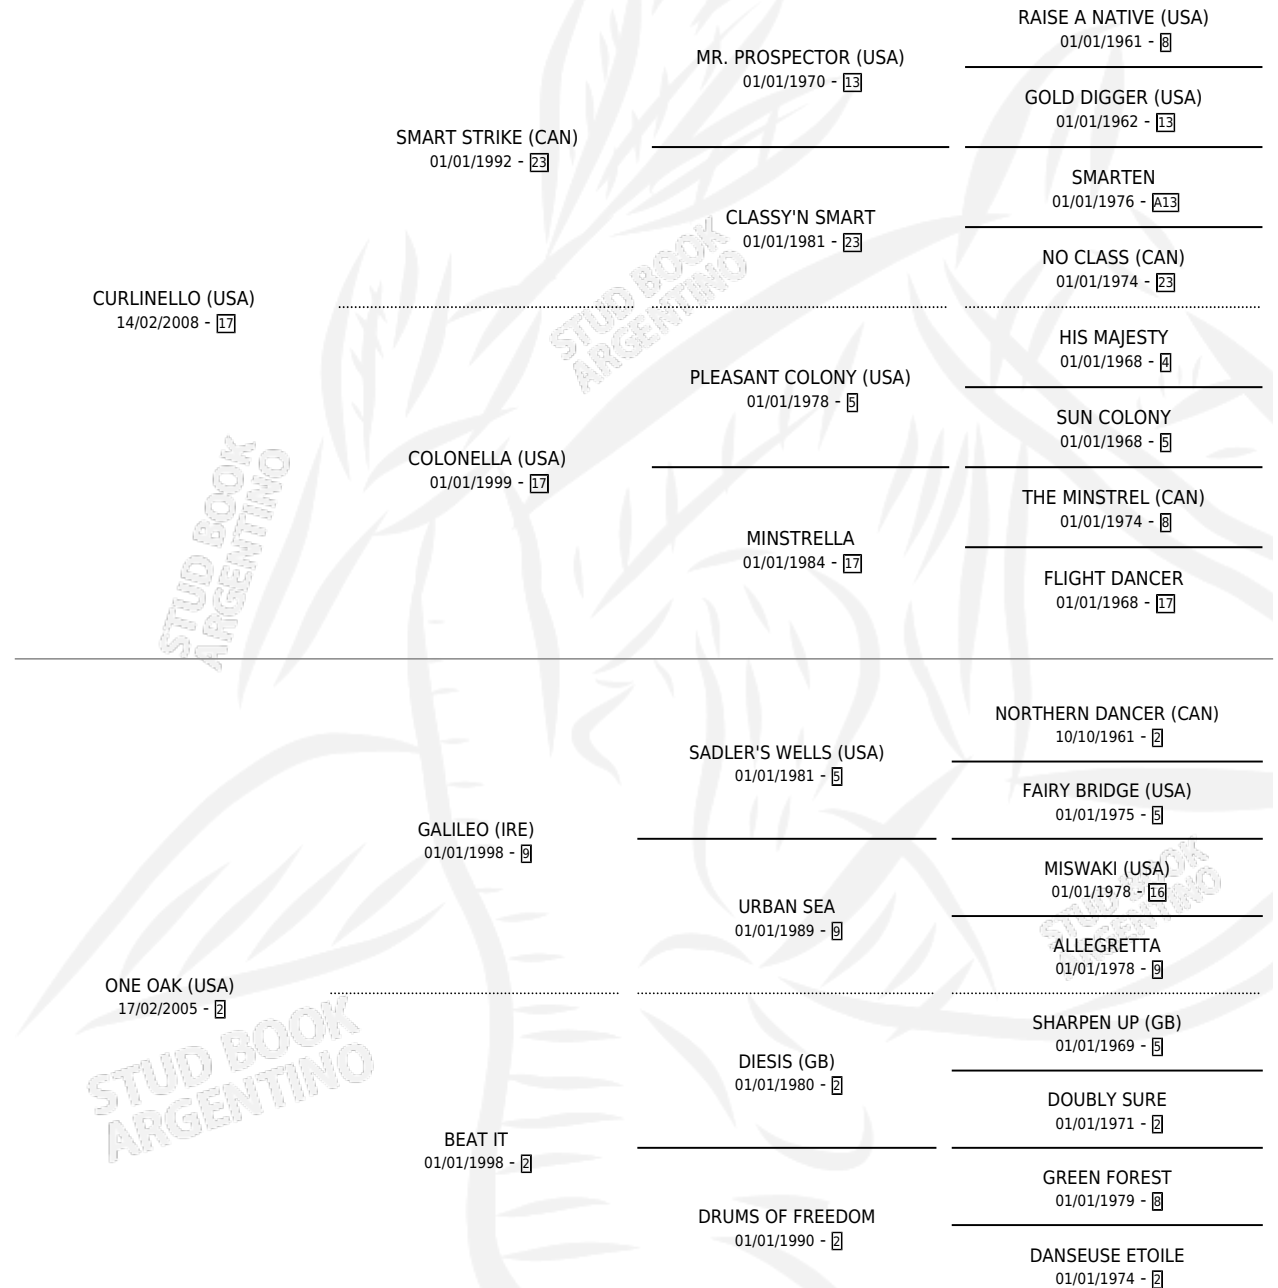 RAISE A NATIVE (USA)
01/01/1961 - 8
MR. PROSPECTOR (USA)
01/01/1970 - 13
GOLD DIGGER (USA)
01/01/1962 - 13
SMART STRIKE (CAN)
01/01/1992 - 23
SMARTEN
01/01/1976 - A13
CLASSY'N SMART
01/01/1981 - 23
NO CLASS (CAN)
01/01/1974 - 23
CURLINELLO (USA)
14/02/2008 - 17
STUD BOOK
ARGENTINO
HIS MAJESTY
01/01/1968 - 4
PLEASANT COLONY (USA)
01/01/1978 - 5
SUN COLONY
01/01/1968 - 5
COLONELLA (USA)
01/01/1999 - 17
THE MINSTREL (CAN)
01/01/1974 - 8
MINSTRELLA
01/01/1984 - 17
FLIGHT DANCER
01/01/1968 - 17
STUD BOOK
ARGENTINO
NORTHERN DANCER (CAN)
10/10/1961 - 2
SADLER'S WELLS (USA)
01/01/1981 - 5
FAIRY BRIDGE (USA)
01/01/1975 - 5
GALILEO (IRE)
01/01/1998 - 9
MISWAKI (USA)
01/01/1978 - 16
URBAN SEA
01/01/1989 - 9
STUD BOOK
ARGENTINO
ALLEGRETTA
01/01/1978 - 9
ONE OAK (USA)
17/02/2005 - 2
STUD BOOK
ARGENTINO
SHARPEN UP (GB)
01/01/1969 - 5
DIESIS (GB)
01/01/1980 - 2
DOUBLY SURE
01/01/1971 - 2
BEAT IT
01/01/1998 - 2
GREEN FOREST
01/01/1979 - 8
DRUMS OF FREEDOM
01/01/1990 - 2
DANSEUSE ETOILE
01/01/1974 - 2